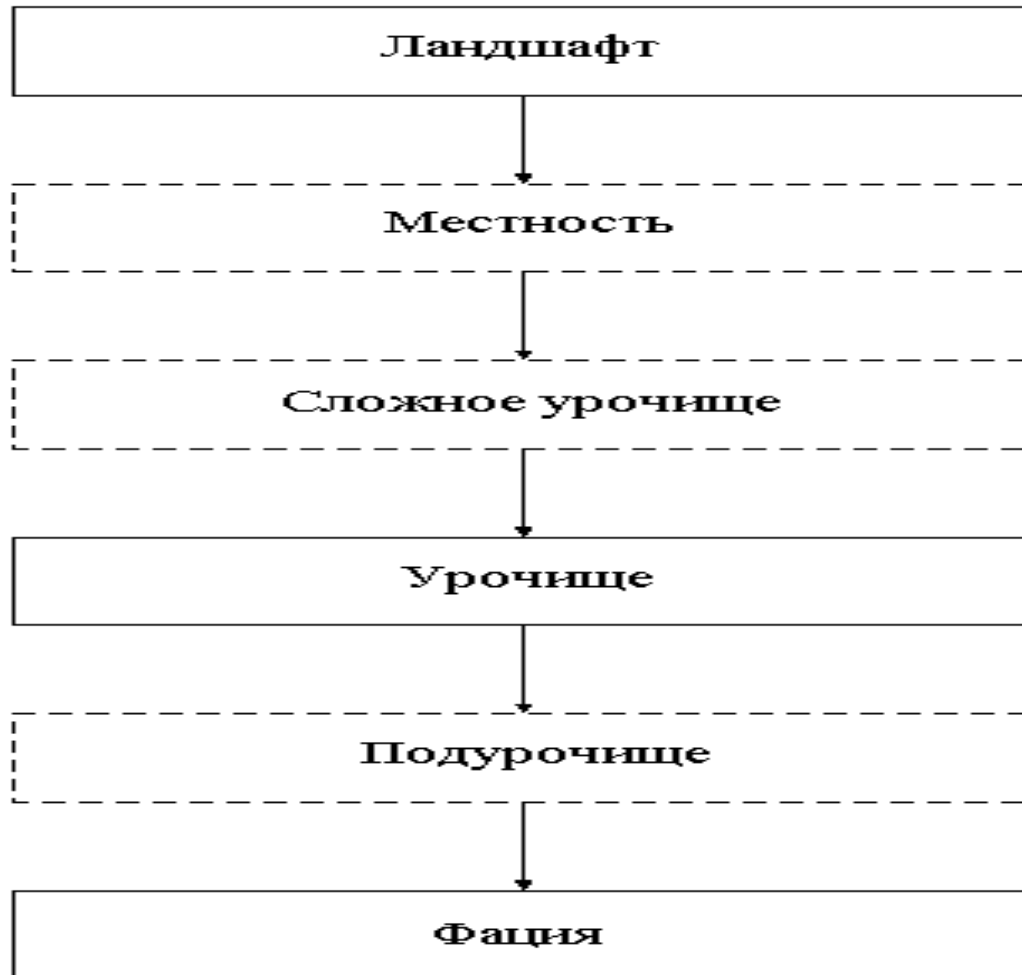 Ландшафт
Местность
Сложное урочище
Урочище
Подурочище
Фация